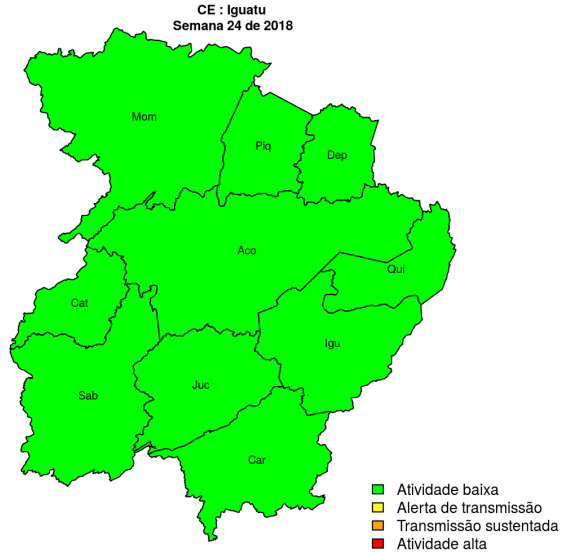 CE : Iguatu
Semana 24 de 2018
Mom
Piq
Dep
Aco
Qui
Cat
Igu
Juc
Sab
Car
Atividade baixa
Alerta de transmissão
Transmissão sustentada
Atividade alta